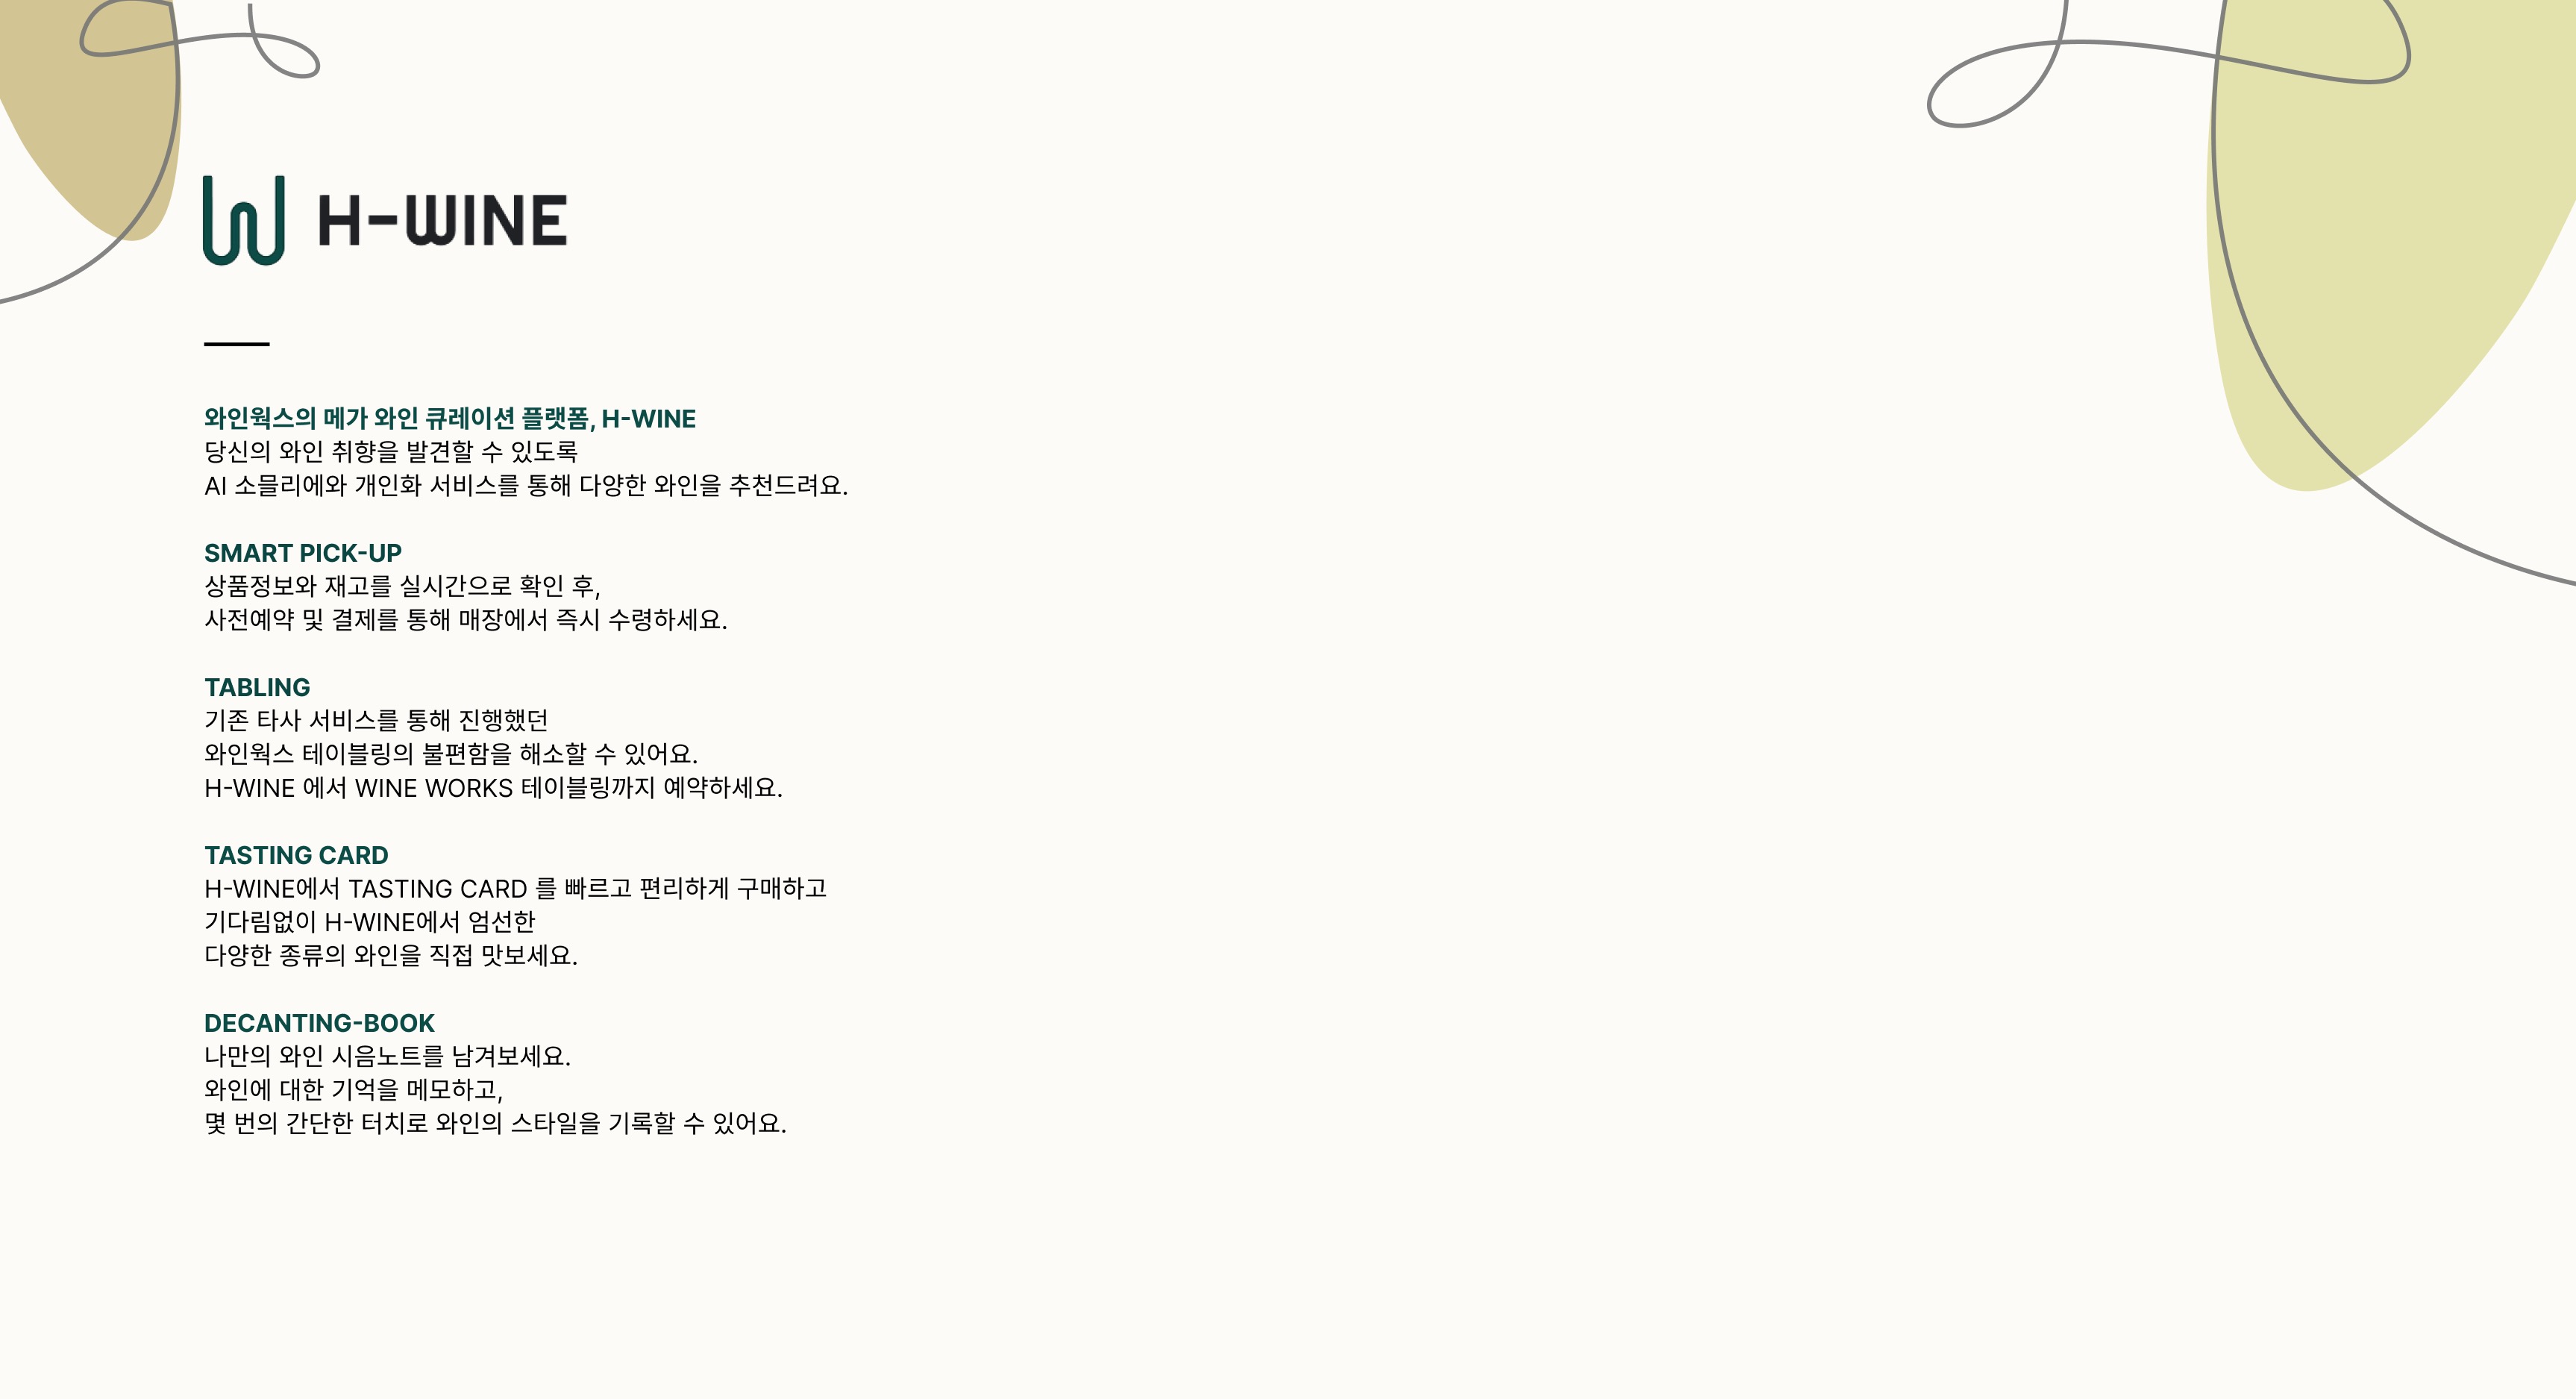 H-WINE
와인웍스의 메가 와인 큐레이션 플랫폼, H-WINE
당신의 와인 취향을 발견할 수 있도록
AI 소믈리에와 개인화 서비스를 통해 다양한 와인을 추천드려요.
SMART PICK-UP
상품정보와 재고를 실시간으로 확인 후,
사전예약 및 결제를 통해 매장에서 즉시 수령하세요.
TABLING
기존 타사 서비스를 통해 진행했던
와인웍스 테이블링의 불편함을 해소할 수 있어요.
H-WINE 에서 WINE WORKS 테이블링까지 예약하세요.
TASTING CARD
H-WINE에서 TASTING CARD 를 빠르고 편리하게 구매하고
기다림없이 H-WINE에서 엄선한
다양한 종류의 와인을 직접 맛보세요.
DECANTING-BOOK
나만의 와인 시음노트를 남겨보세요.
와인에 대한 기억을 메모하고,
몇 번의 간단한 터치로 와인의 스타일을 기록할 수 있어요.